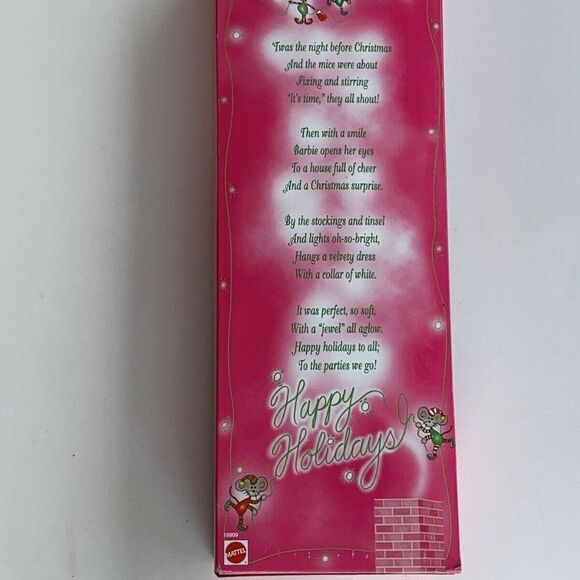 'Twas the night before Christmas
And the mice were about
Fixing and stirring
"It's time," they all shout!
Then with a smile
Barbie opens her eyes
To a house full of cheer
And a Christmas surprise.
By the stockings and tinsel
And lights oh-so-bright,
Hangs a velvety dress
With a collar of white.
It was perfect, so soft,
With a "jewel" all aglow.
Happy holidays to all;
To the parties we go!
Happy
Holidays!
18909
MATTEL